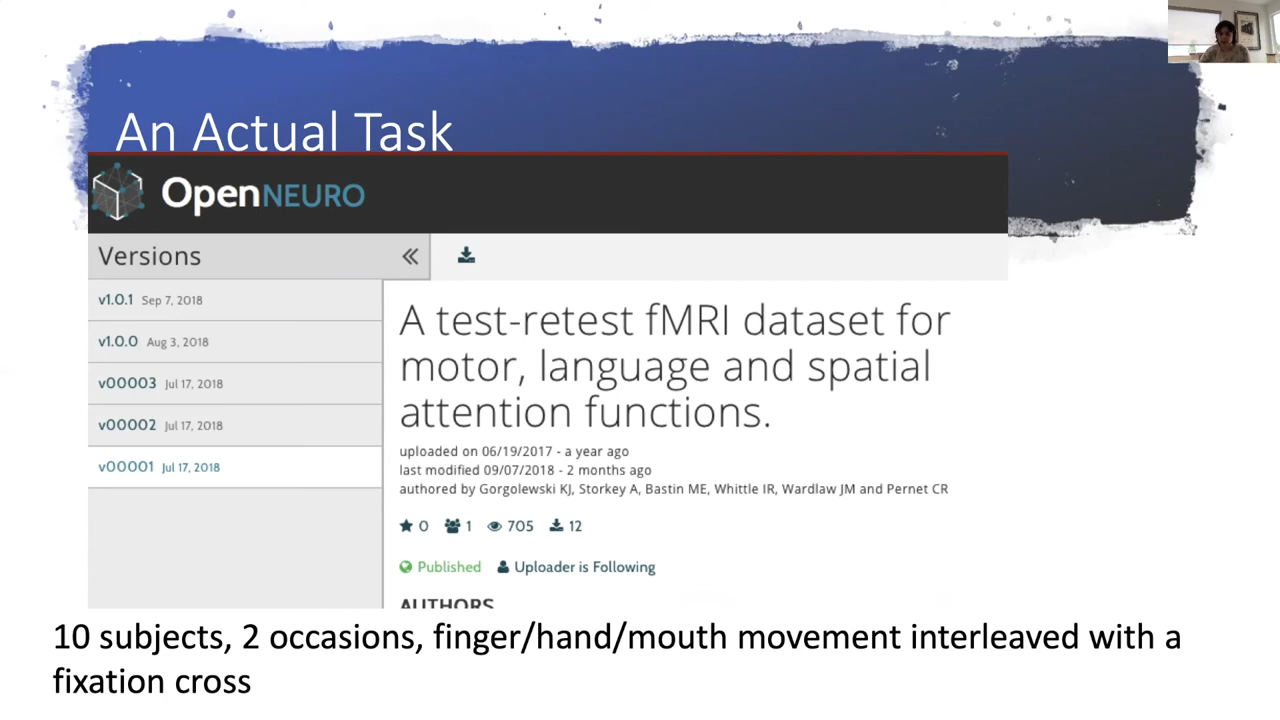 An Actual Task
OpenNEURO
Versions
v1.0.1 Sep 7, 2018
v1.0.0 Aug 3, 2018
v00003 Jul 17, 2018
v00002 Jul 17, 2018
v00001 Jul 17, 2018
A test-retest fMRI dataset for
motor, language and spatial
attention functions.
uploaded on 06/19/2017 - a year ago
last modified 09/07/2018 - 2 months ago
authored by Gorgolewski KJ, Storkey A, Bastin ME, Whittle IR, Wardlaw JM and Pernet CR
0 1 705 12
Published Uploader is Following
AUTHORS
10 subjects, 2 occasions, finger/hand/mouth movement interleaved with a
fixation cross